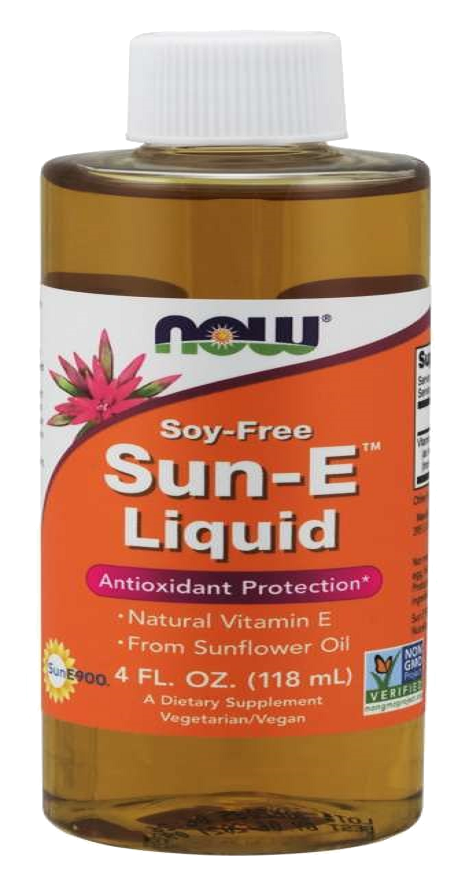 NOW®
Soy-Free
Sun-E™
Liquid
Antioxidant Protection*
• Natural Vitamin E
• From Sunflower Oil
SunE900.
4 FL. OZ. (118 mL)
A Dietary Supplement
Vegetarian/Vegan
NON
GMO
Project
VERIFIED
nongmoproject.org